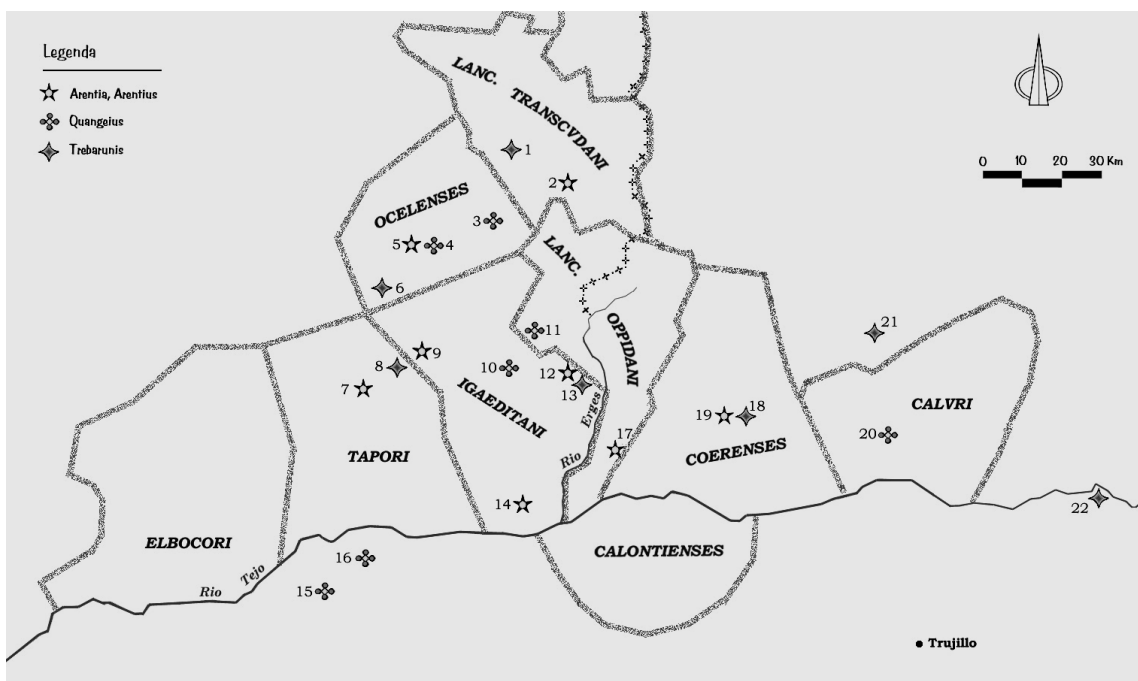 Legenda
Arentia, Arentius
Quangeius
Trebarunis
LANC. TRANSCVDANI
0 10 20 30 Km
1
2
OCELENSES
3
5
4
LANC. OPPIDANI
6
11
21
9
8
10
12
7
13
IGAEDITANI
Rio Erges
CALVRI
19
18
20
17
TAPORI
COERENSES
14
22
ELBOCORI
16
CALONTIENSES
15
Rio Tejo
Trujillo